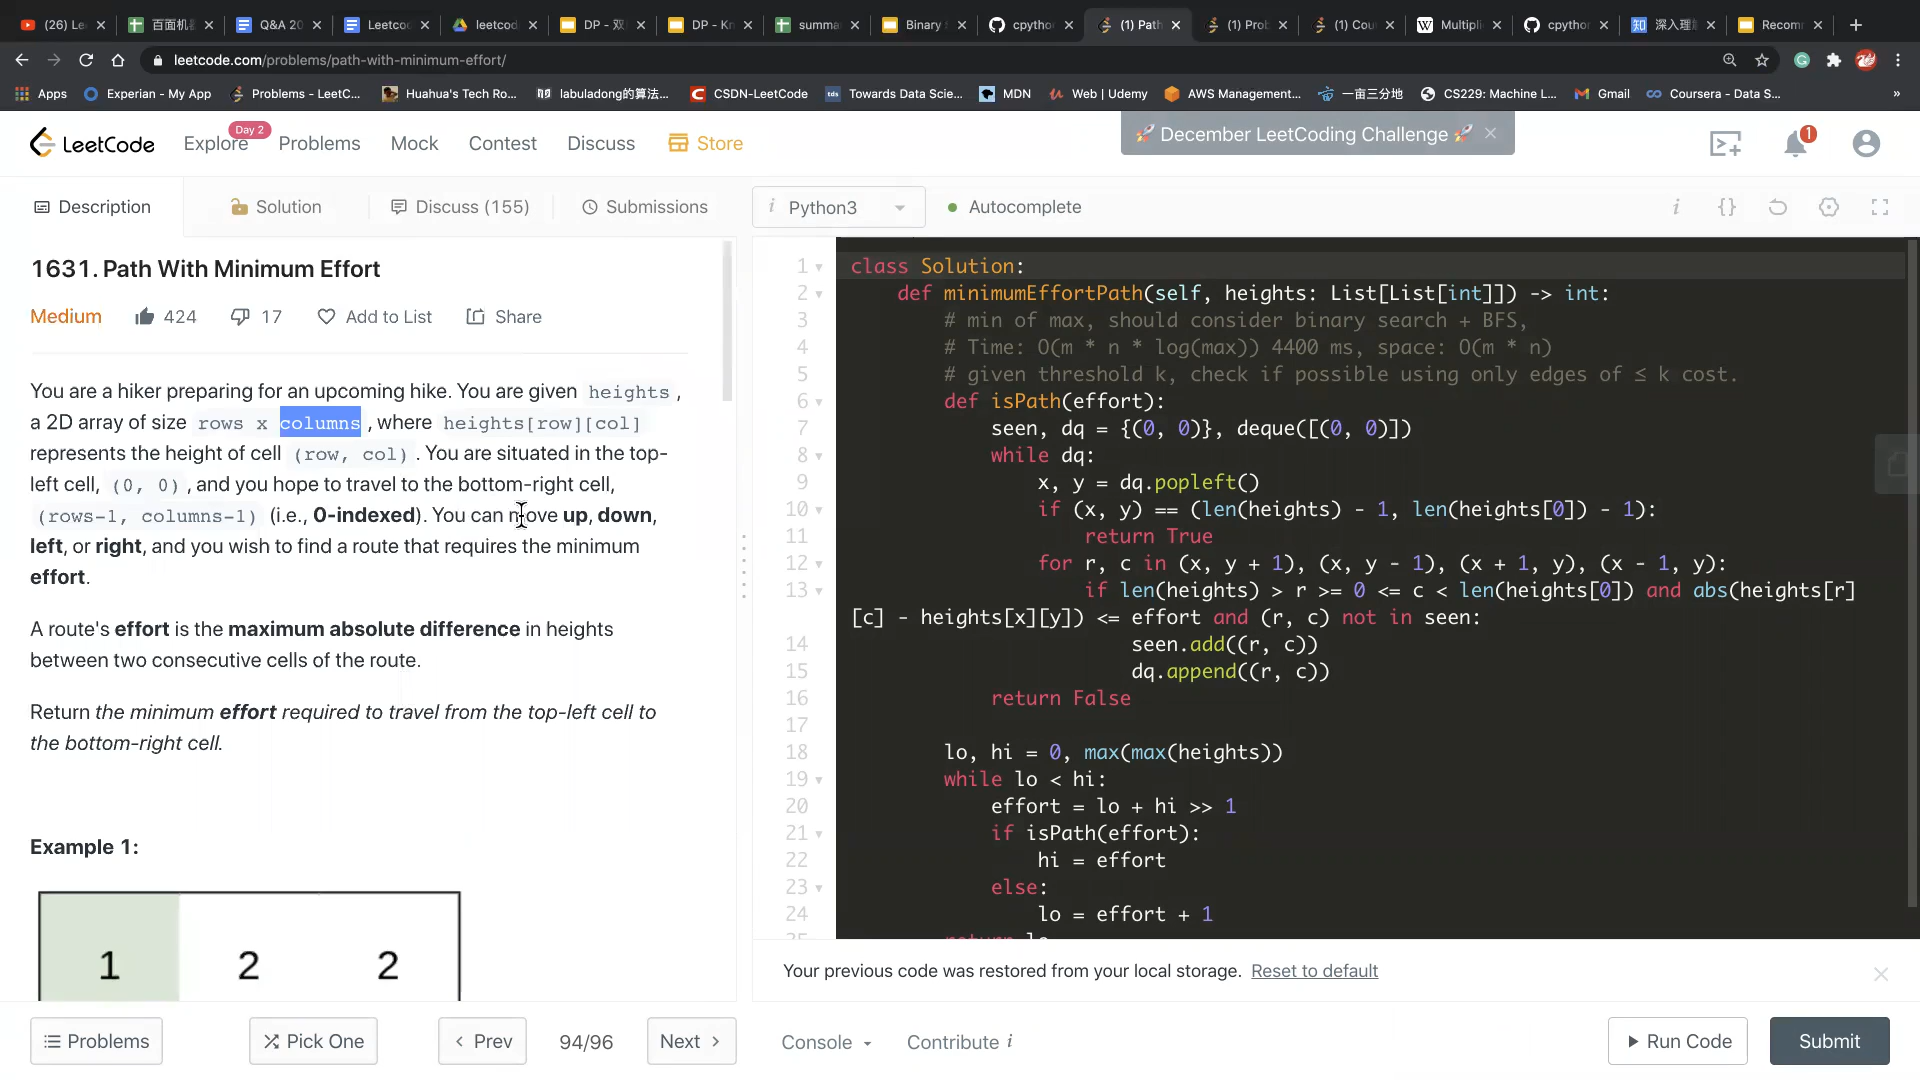 (26) Le
百面机器
Q&A 20
Leetco
leetcod
DP - 双
DP - Kn
summa
Binary
cpytho
(1) Path
(1) Pro
(1) Cou
Multipli
cpython
深入理解
Recom
leetcode.com/problems/path-with-minimum-effort/
Apps
Experian - My App
Problems - LeetC...
Huahua's Tech Ro...
labuladong的算法...
CSDN-LeetCode
Towards Data Scie...
MDN
Web | Udemy
AWS Management...
一亩三分地
CS229: Machine L...
Gmail
Coursera - Data S...
»
LeetCode
Explore
Day 2
Problems
Mock
Contest
Discuss
Store
🚀 December LeetCoding Challenge 🚀
1
Description
Solution
Discuss (155)
Submissions
i Python3
Autocomplete
1631. Path With Minimum Effort
Medium 424 17 Add to List Share
You are a hiker preparing for an upcoming hike. You are given heights ,
a 2D array of size rows x columns , where heights[row][col]
represents the height of cell (row, col) . You are situated in the top-
left cell, (0, 0) , and you hope to travel to the bottom-right cell,
(rows-1, columns-1) (i.e., 0-indexed). You can move up, down,
left, or right, and you wish to find a route that requires the minimum
effort.
A route's effort is the maximum absolute difference in heights
between two consecutive cells of the route.
Return the minimum effort required to travel from the top-left cell to
the bottom-right cell.
Example 1:
1 2 2
1 class Solution:
2 def minimumEffortPath(self, heights: List[List[int]]) -> int:
3 # min of max, should consider binary search + BFS,
4 # Time: O(m * n * log(max)) 4400 ms, space: O(m * n)
5 # given threshold k, check if possible using only edges of ≤ k cost.
6 def isPath(effort):
7 seen, dq = {(0, 0)}, deque([(0, 0)])
8 while dq:
9 x, y = dq.popleft()
10 if (x, y) == (len(heights) - 1, len(heights[0]) - 1):
11 return True
12 for r, c in (x, y + 1), (x, y - 1), (x + 1, y), (x - 1, y):
13 if len(heights) > r >= 0 <= c < len(heights[0]) and abs(heights[r]
[c] - heights[x][y]) <= effort and (r, c) not in seen:
14 seen.add((r, c))
15 dq.append((r, c))
16 return False
17
18 lo, hi = 0, max(max(heights))
19 while lo < hi:
20 effort = lo + hi >> 1
21 if isPath(effort):
22 hi = effort
23 else:
24 lo = effort + 1
25 return lo
Your previous code was restored from your local storage. Reset to default
Problems
Pick One
< Prev
94/96
Next >
Console
Contribute i
Run Code
Submit